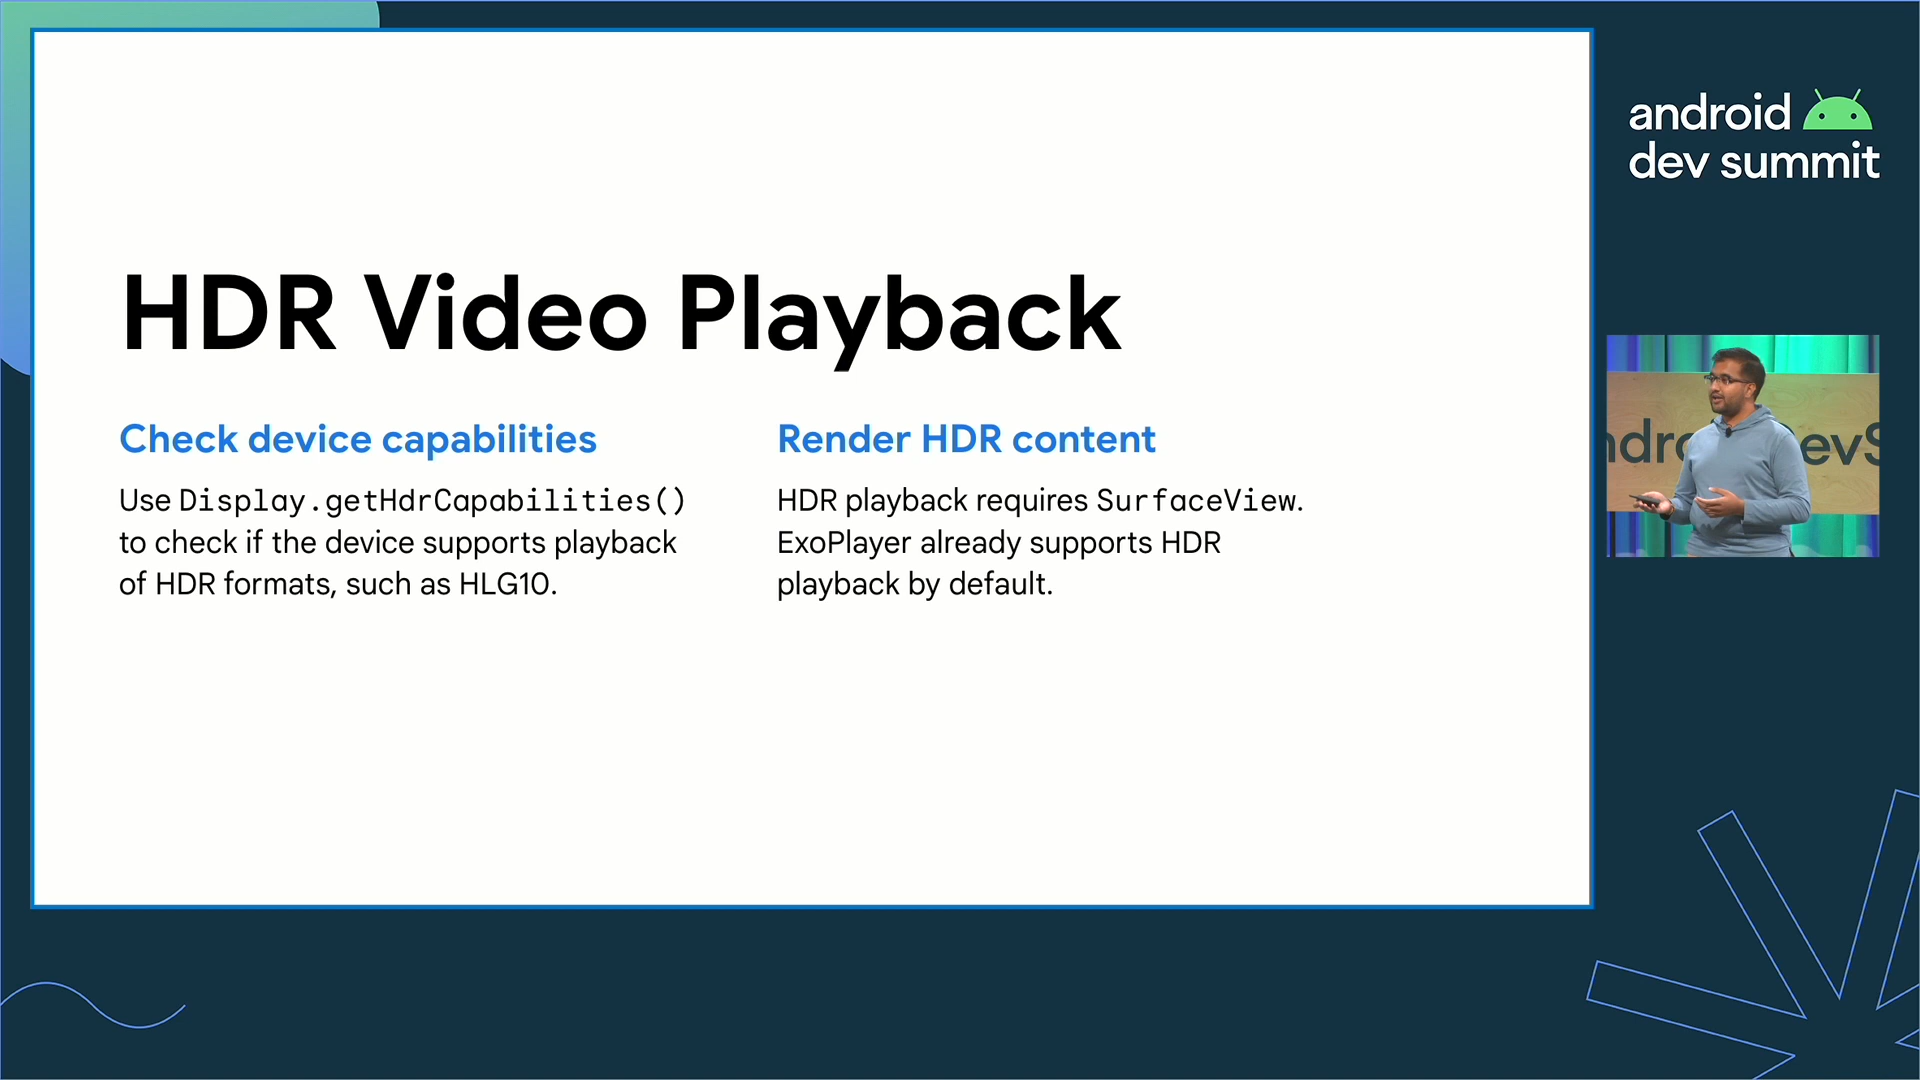 android
dev summit
HDR Video Playback
Check device capabilities
Use Display.getHdrCapabilities()
to check if the device supports playback
of HDR formats, such as HLG10.
Render HDR content
HDR playback requires SurfaceView.
ExoPlayer already supports HDR
playback by default.
ndro
evS